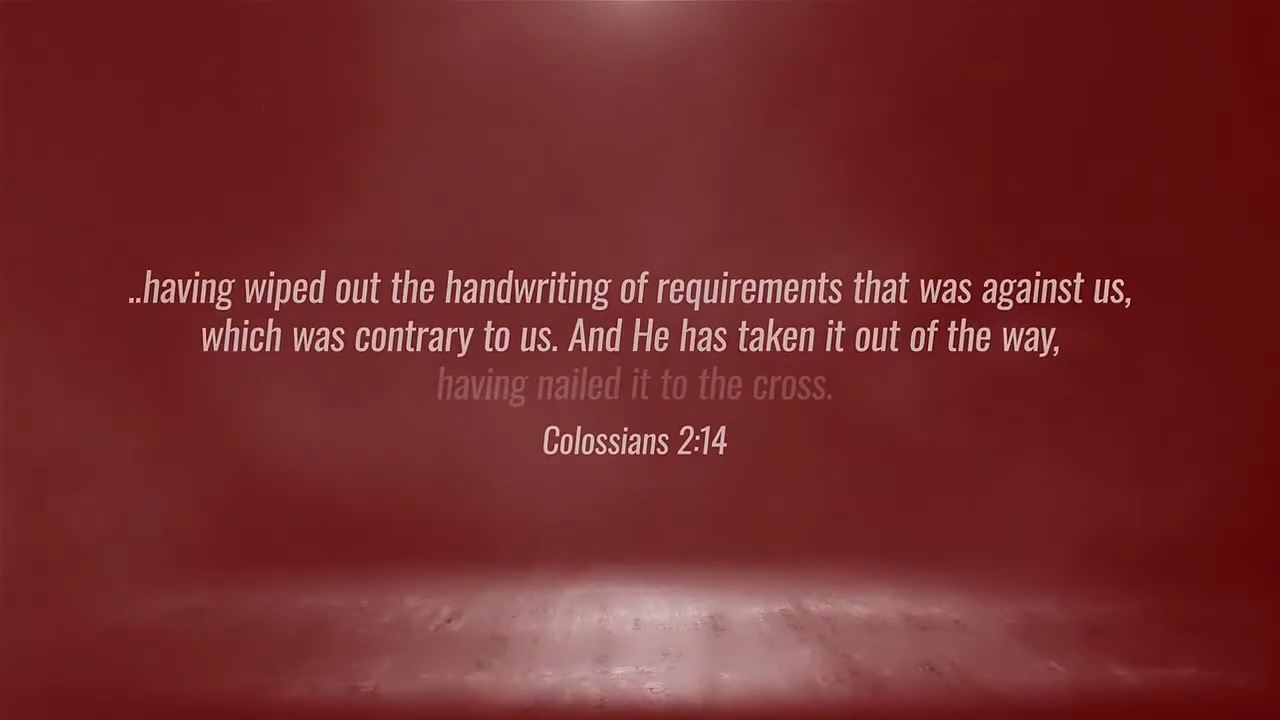 ..having wiped out the handwriting of requirements that was against us,
which was contrary to us. And He has taken it out of the way,
having nailed it to the cross.
Colossians 2:14